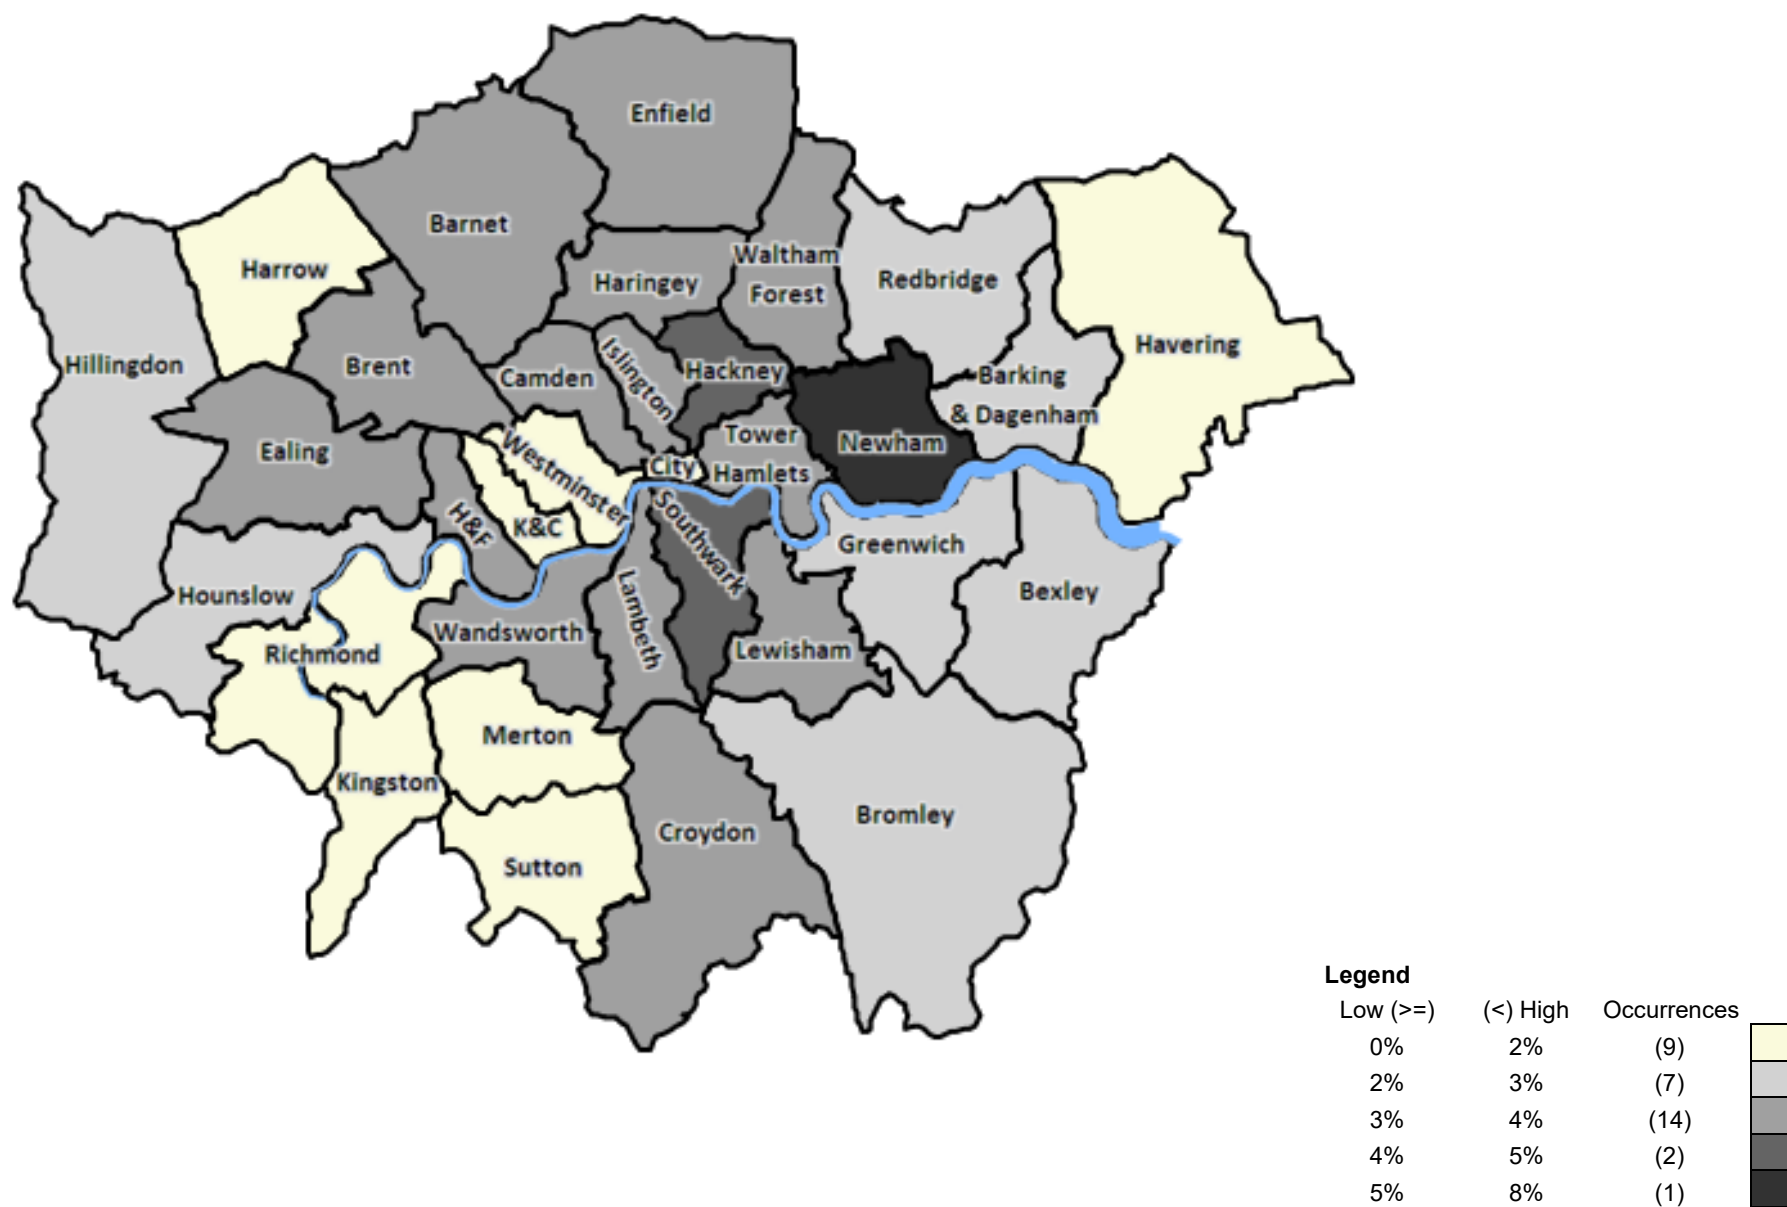 Enfield
Barnet
Harrow
Waltham
Forest
Haringey
Redbridge
Havering
Hillingdon
Brent
Camden
Islington
Hackney
Barking
& Dagenham
Ealing
Tower
Hamlets
Newham
Westminster
City
H&F
K&C
Southwark
Greenwich
Hounslow
Bexley
Lambeth
Wandsworth
Richmond
Lewisham
Merton
Kingston
Bromley
Croydon
Sutton
Legend
Low (>=) (<) High Occurrences
0% 2% (9)
2% 3% (7)
3% 4% (14)
4% 5% (2)
5% 8% (1)